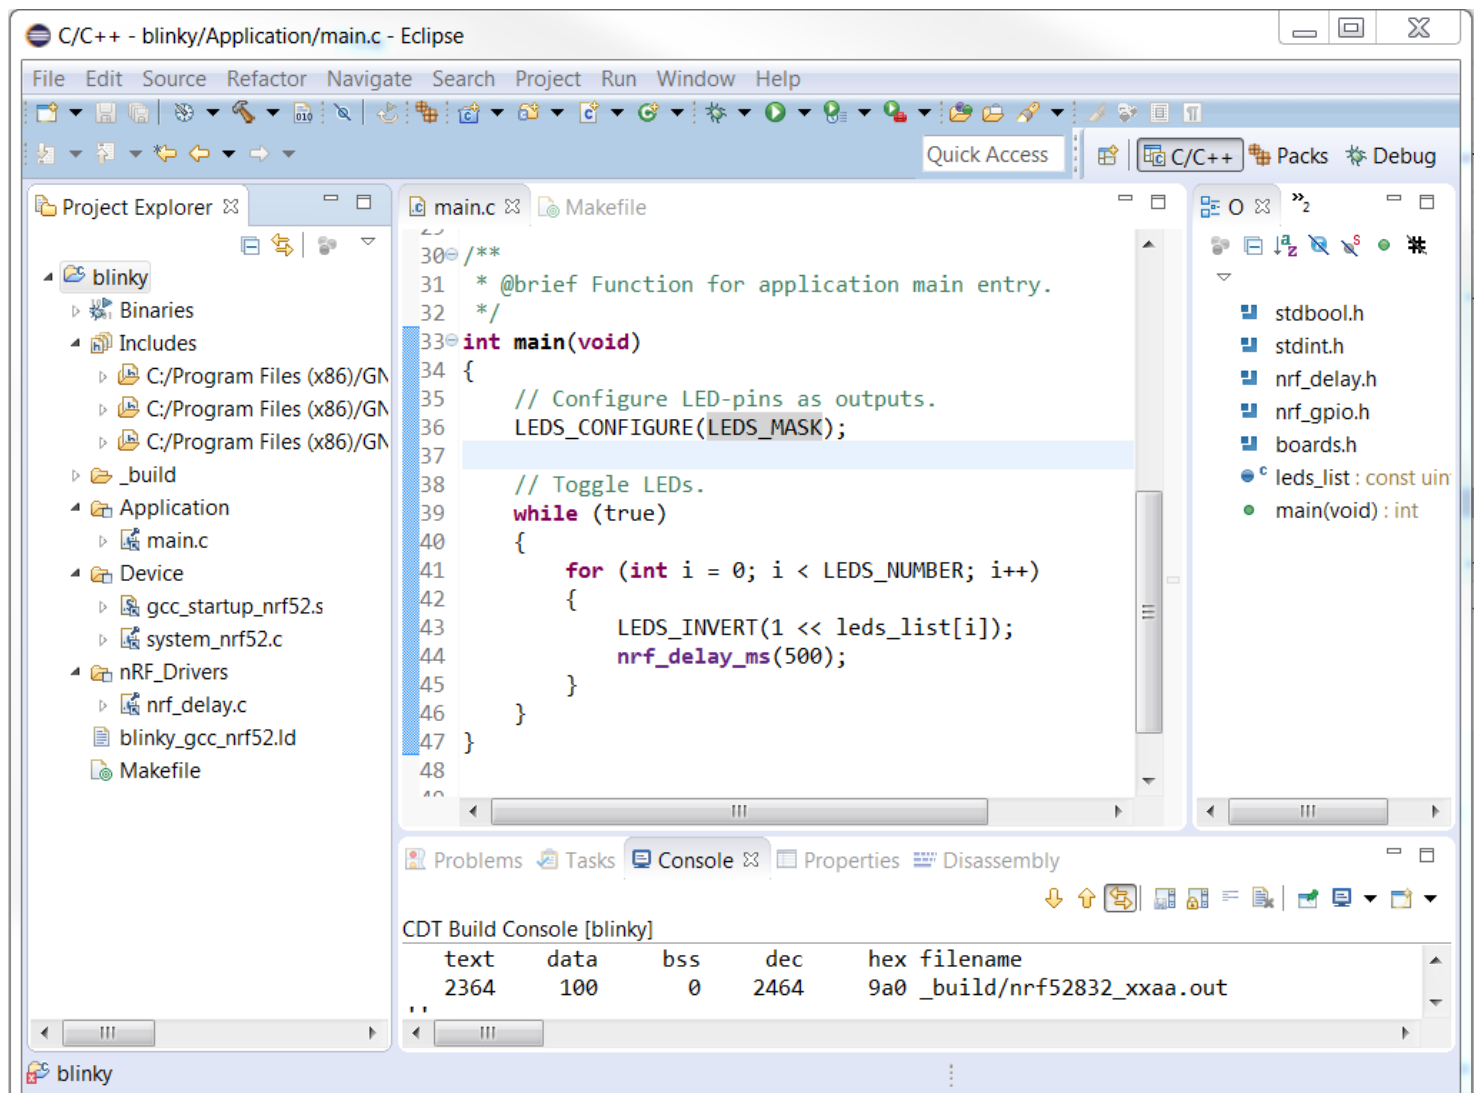 C/C++ - blinky/Application/main.c - Eclipse
File Edit Source Refactor Navigate Search Project Run Window Help
Quick Access
C/C++
Packs
Debug
Project Explorer
blinky
Binaries
Includes
C:/Program Files (x86)/GN
C:/Program Files (x86)/GN
C:/Program Files (x86)/GN
_build
Application
main.c
Device
gcc_startup_nrf52.s
system_nrf52.c
nRF_Drivers
nrf_delay.c
blinky_gcc_nrf52.ld
Makefile
main.c
Makefile
30 /**
31 * @brief Function for application main entry.
32 */
33 int main(void)
34 {
35 // Configure LED-pins as outputs.
36 LEDS_CONFIGURE(LEDS_MASK);
37
38 // Toggle LEDs.
39 while (true)
40 {
41 for (int i = 0; i < LEDS_NUMBER; i++)
42 {
43 LEDS_INVERT(1 << leds_list[i]);
44 nrf_delay_ms(500);
45 }
46 }
47 }
48
O
»2
stdbool.h
stdint.h
nrf_delay.h
nrf_gpio.h
boards.h
leds_list : const uin
main(void) : int
Problems Tasks Console Properties Disassembly
CDT Build Console [blinky]
text data bss dec hex filename
2364 100 0 2464 9a0 _build/nrf52832_xxaa.out
blinky